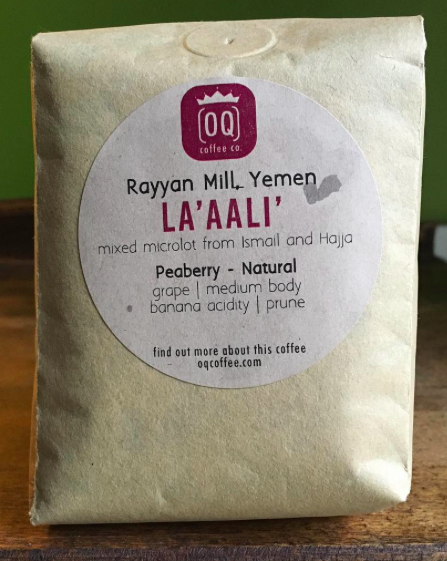 OQ
coffee co.
Rayyan Mill, Yemen
LA'AALI'
mixed microlot from Ismail and Hajja
Peaberry - Natural
grape | medium body
banana acidity | prune
find out more about this coffee
oqcoffee.com